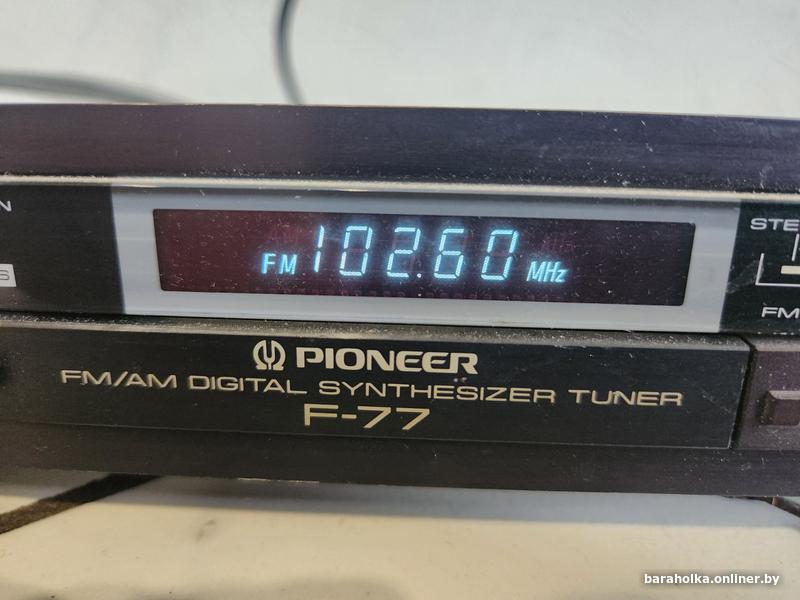 FM 102.60 MHz
PIONEER
FM/AM DIGITAL SYNTHESIZER TUNER
F-77
baraholka.onliner.by